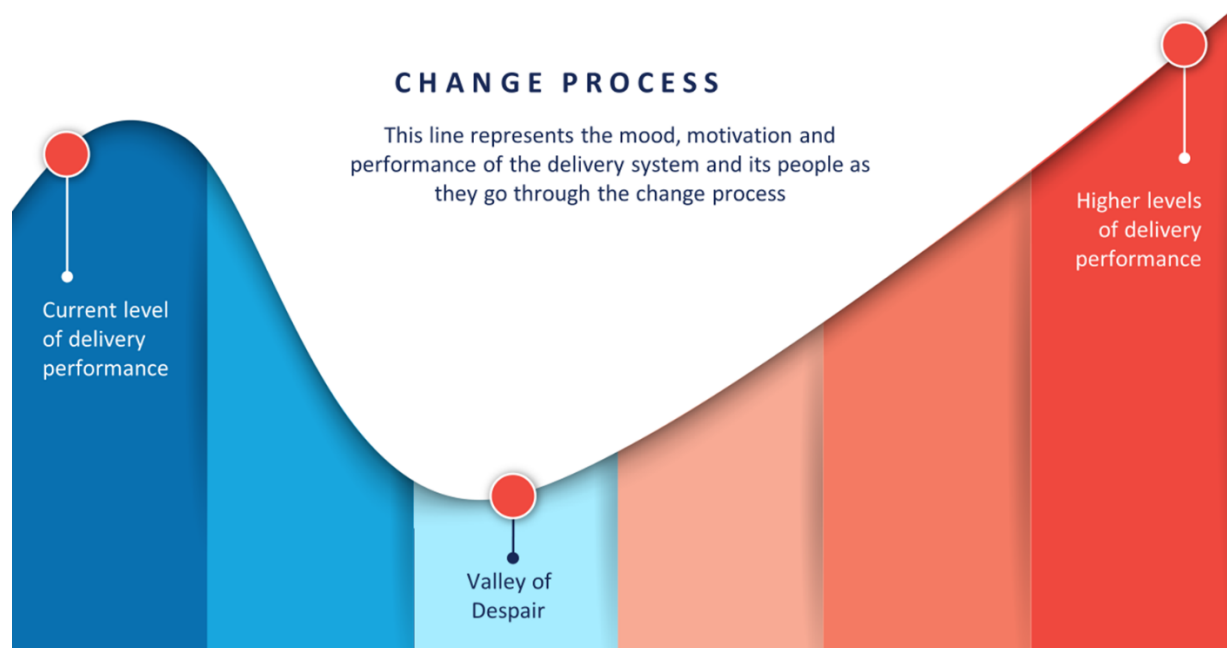 CHANGE PROCESS
This line represents the mood, motivation and
performance of the delivery system and its people as
they go through the change process
Current level
of delivery
performance
Valley of
Despair
Higher levels
of delivery
performance